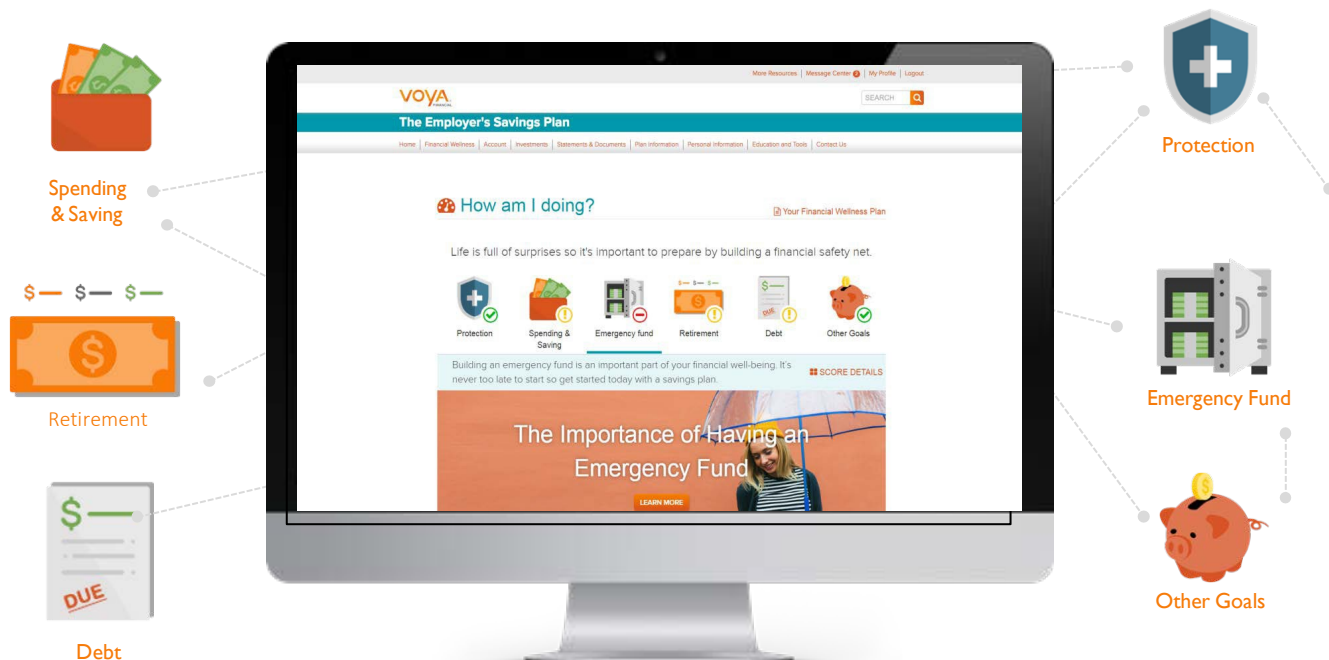 Spending
& Saving
$ $ $
$
Retirement
$
DUE
Debt
More Resources | Message Center 2 | My Profile | Logout
VOYA
FINANCIAL
SEARCH
The Employer's Savings Plan
Home | Financial Wellness | Account | Investments | Statements & Documents | Plan Information | Personal Information | Education and Tools | Contact Us
How am I doing?
Your Financial Wellness Plan
Life is full of surprises so it's important to prepare by building a financial safety net.
Protection
Spending &
Saving
Emergency fund
Retirement
Debt
Other Goals
Building an emergency fund is an important part of your financial well-being. It's
never too late to start so get started today with a savings plan.
SCORE DETAILS
The Importance of Having an
Emergency Fund
LEARN MORE
Protection
Emergency Fund
Other Goals